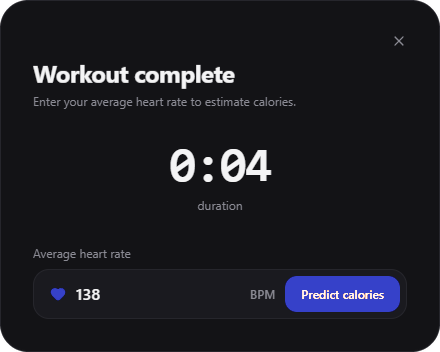 Workout complete
Enter your average heart rate to estimate calories.
0:04
duration
Average heart rate
138 BPM Predict calories